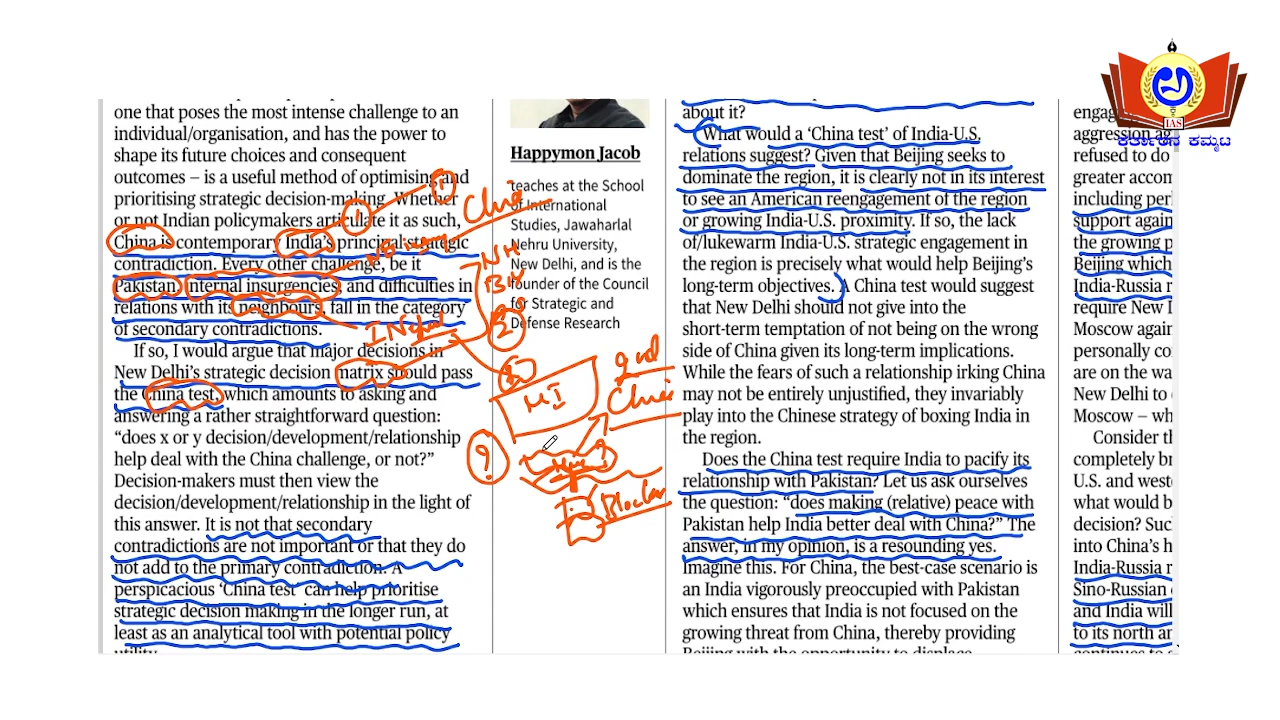 one that poses the most intense challenge to an
individual/organisation, and has the power to
shape its future choices and consequent
outcomes – is a useful method of optimising and
prioritising strategic decision-making. Whether
or not Indian policymakers articulate it as such,
China is contemporary India's principal strategic
contradiction. Every other challenge, be it
Pakistan, internal insurgencies, and difficulties in
relations with its neighbours, fall in the category
of secondary contradictions.
If so, I would argue that major decisions in
New Delhi's strategic decision matrix should pass
the China test, which amounts to asking and
answering a rather straightforward question:
“does x or y decision/development/relationship
help deal with the China challenge, or not?”
Decision-makers must then view the
decision/development/relationship in the light of
this answer. It is not that secondary
contradictions are not important or that they do
not add to the primary contradiction. A
perspicacious ‘China test’ can help prioritise
strategic decision making in the longer run, at
least as an analytical tool with potential policy
utility.
Happymon Jacob
teaches at the School
of International
Studies, Jawaharlal
Nehru University,
New Delhi, and is the
founder of the Council
for Strategic and
Defense Research
1
1
China
2
?
China
about it?
What would a ‘China test’ of India-U.S.
relations suggest? Given that Beijing seeks to
dominate the region, it is clearly not in its interest
to see an American reengagement of the region
or growing India-U.S. proximity. If so, the lack
of/lukewarm India-U.S. strategic engagement in
the region is precisely what would help Beijing's
long-term objectives. A China test would suggest
that New Delhi should not give into the
short-term temptation of not being on the wrong
side of China given its long-term implications.
While the fears of such a relationship irking China
may not be entirely unjustified, they invariably
play into the Chinese strategy of boxing India in
the region.
Does the China test require India to pacify its
relationship with Pakistan? Let us ask ourselves
the question: “does making (relative) peace with
Pakistan help India better deal with China?” The
answer, in my opinion, is a resounding yes.
Imagine this. For China, the best-case scenario is
an India vigorously preoccupied with Pakistan
which ensures that India is not focused on the
growing threat from China, thereby providing
Beijing with the opportunity to displace
aggression
refused to do
greater
including
support
the growing
Beijing which
India-Russia
require New
Moscow
personally
are on the
New Delhi to
Moscow –
Consider
completely
U.S. and
what would
decision?
into China's
India-Russia
Sino-Russian
and India will
to its north
IAS
ಕರ್ತಾರನ ಕಮ್ಮಟ